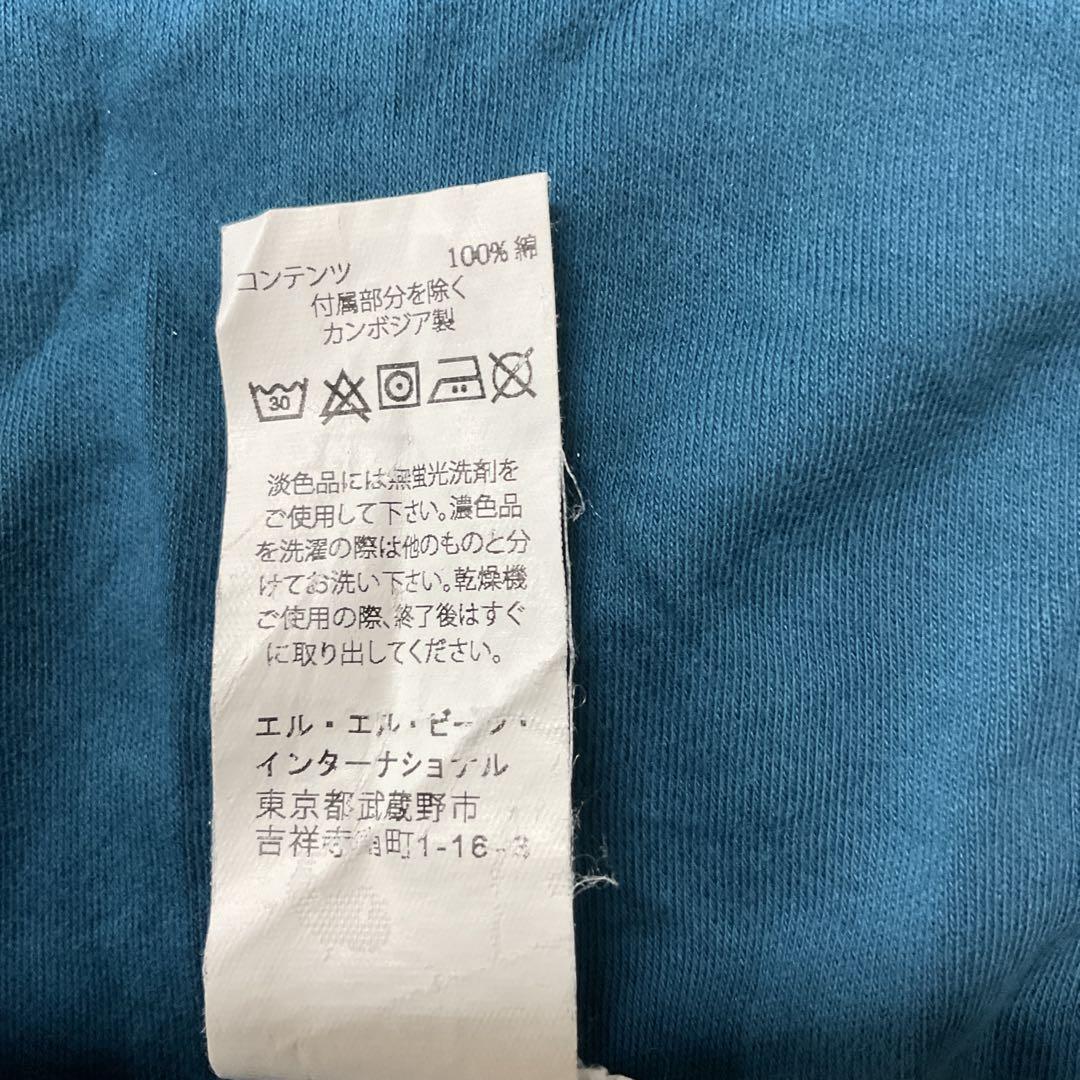 コンテンツ 100% 綿
付属部分を除く
カンボジア製
30
淡色品には無蛍光洗剤を
ご使用して下さい。濃色品
を洗濯の際は他のものと分
けてお洗い下さい。乾燥機
ご使用の際、終了後はすぐ
に取り出してください。
エル・エル・ビーン・
インターナショナル
東京都武蔵野市
吉祥寺南町1-16-3